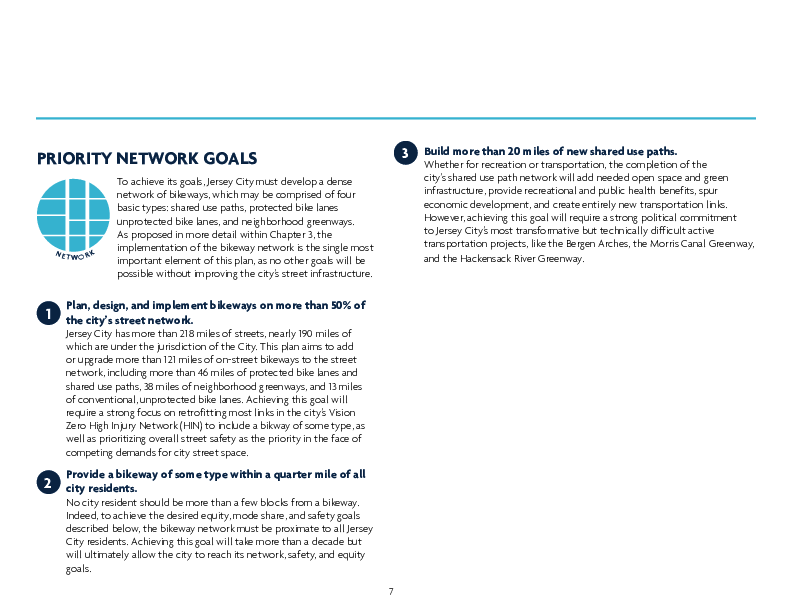 PRIORITY NETWORK GOALS
To achieve its goals, Jersey City must develop a dense
network of bikeways, which may be comprised of four
basic types: shared use paths, protected bike lanes
unprotected bike lanes, and neighborhood greenways.
As proposed in more detail within Chapter 3, the
implementation of the bikeway network is the single most
important element of this plan, as no other goals will be
possible without improving the city's street infrastructure.
NETWORK
1
Plan, design, and implement bikeways on more than 50% of
the city's street network.
Jersey City has more than 218 miles of streets, nearly 190 miles of
which are under the jurisdiction of the City. This plan aims to add
or upgrade more than 121 miles of on-street bikeways to the street
network, including more than 46 miles of protected bike lanes and
shared use paths, 38 miles of neighborhood greenways, and 13 miles
of conventional, unprotected bike lanes. Achieving this goal will
require a strong focus on retrofitting most links in the city's Vision
Zero High Injury Network (HIN) to include a bikway of some type, as
well as prioritizing overall street safety as the priority in the face of
competing demands for city street space.
2
Provide a bikeway of some type within a quarter mile of all
city residents.
No city resident should be more than a few blocks from a bikeway.
Indeed, to achieve the desired equity, mode share, and safety goals
described below, the bikeway network must be proximate to all Jersey
City residents. Achieving this goal will take more than a decade but
will ultimately allow the city to reach its network, safety, and equity
goals.
3
Build more than 20 miles of new shared use paths.
Whether for recreation or transportation, the completion of the
city's shared use path network will add needed open space and green
infrastructure, provide recreational and public health benefits, spur
economic development, and create entirely new transportation links.
However, achieving this goal will require a strong political commitment
to Jersey City's most transformative but technically difficult active
transportation projects, like the Bergen Arches, the Morris Canal Greenway,
and the Hackensack River Greenway.
7